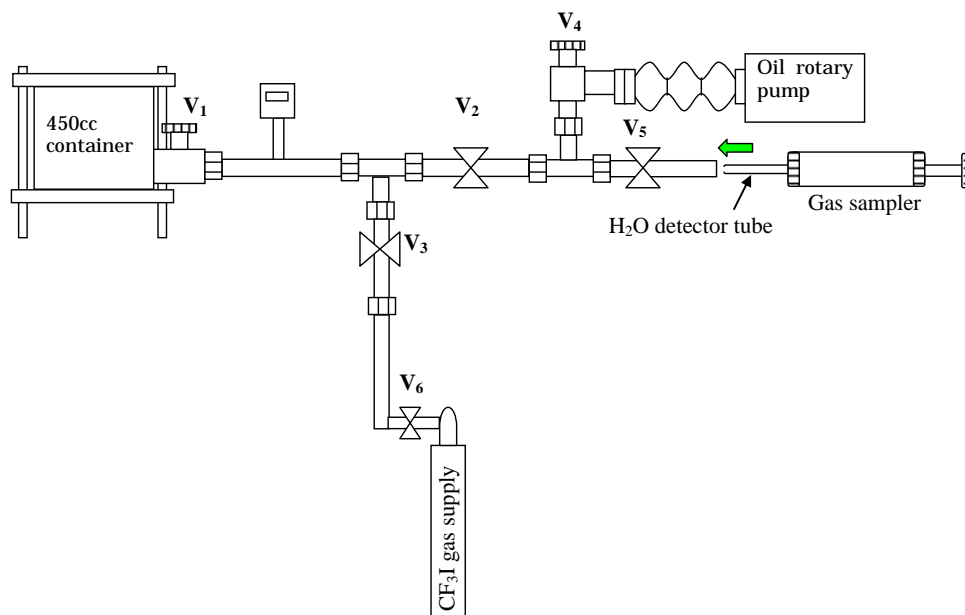 V₄
Oil rotary
pump
450cc
container
V₁
V₂
V₅
Gas sampler
H₂O detector tube
V₃
V₆
CF₃I gas supply